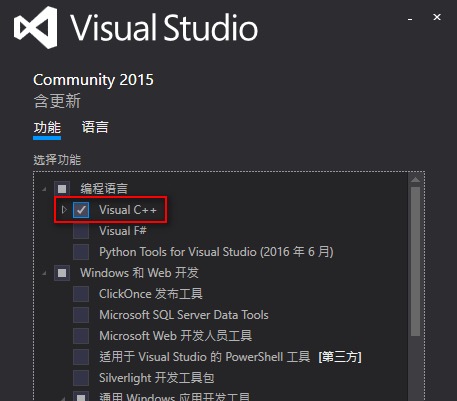 Visual Studio
Community 2015
含更新
功能 语言
选择功能
编程语言
Visual C++
Visual F#
Python Tools for Visual Studio (2016 年 6 月)
Windows 和 Web 开发
ClickOnce 发布工具
Microsoft SQL Server Data Tools
Microsoft Web 开发人员工具
适用于 Visual Studio 的 PowerShell 工具 [第三方]
Silverlight 开发工具包
通用 Windows 应用开发工具